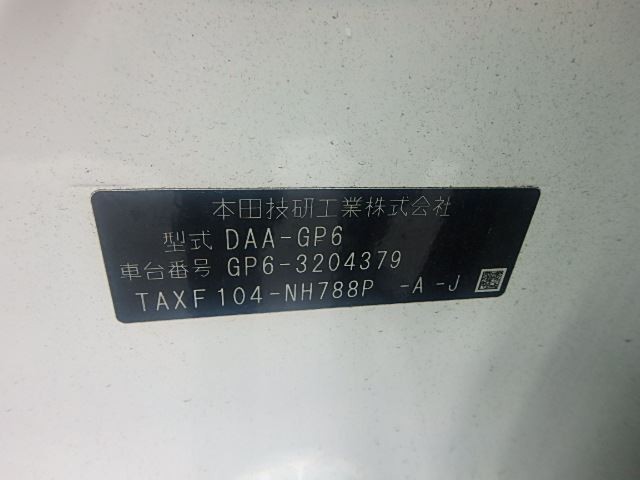 本田技研工業株式会社
型式 DAA-GP6
車台番号 GP6-3204379
TAXF104-NH788P -A-J